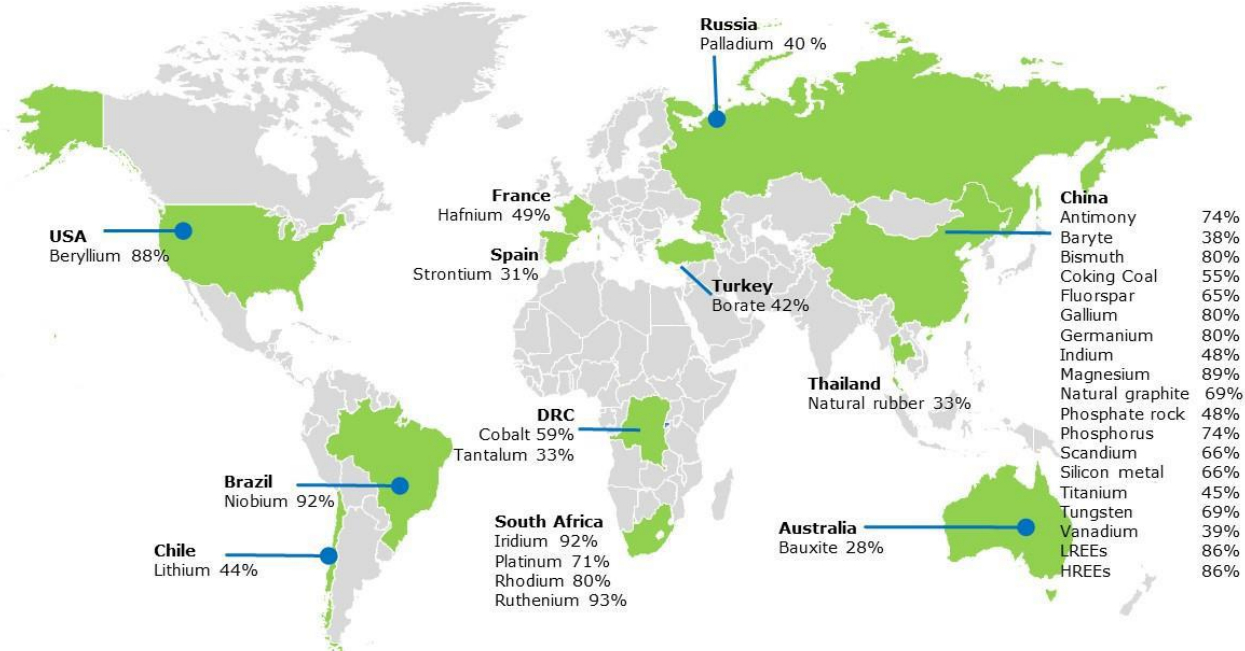 Russia
Palladium 40 %
France
Hafnium 49%
USA
Beryllium 88%
Spain
Strontium 31%
Turkey
Borate 42%
China
Antimony 74%
Baryte 38%
Bismuth 80%
Coking Coal 55%
Fluorspar 65%
Gallium 80%
Germanium 80%
Indium 48%
Magnesium 89%
Natural graphite 69%
Phosphate rock 48%
Phosphorus 74%
Scandium 66%
Silicon metal 66%
Titanium 45%
Tungsten 69%
Vanadium 39%
LREEs 86%
HREEs 86%
Thailand
Natural rubber 33%
DRC
Cobalt 59%
Tantalum 33%
Brazil
Niobium 92%
Chile
Lithium 44%
South Africa
Iridium 92%
Platinum 71%
Rhodium 80%
Ruthenium 93%
Australia
Bauxite 28%